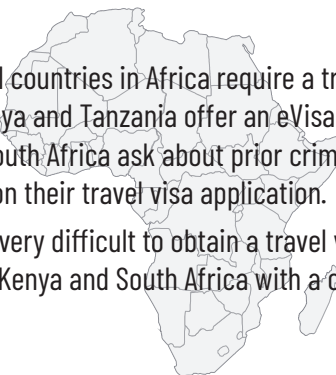 countries in Africa require a tr
ya and Tanzania offer an eVisa
outh Africa ask about prior crim
on their travel visa application.
very difficult to obtain a travel v
Kenya and South Africa with a c